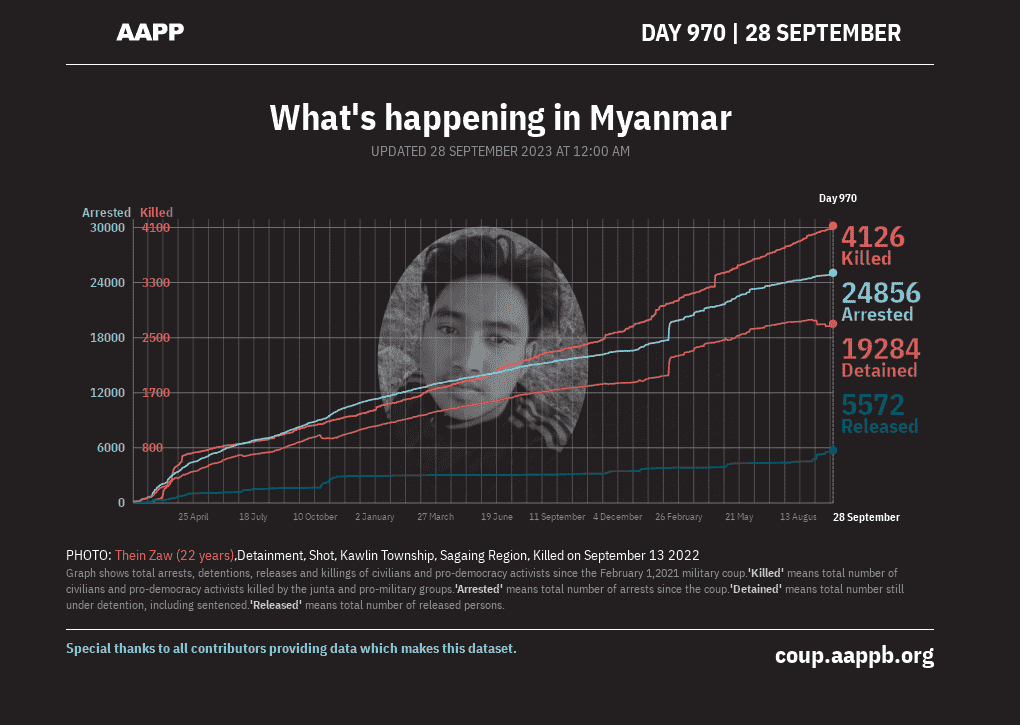 AAPP
DAY 970 | 28 SEPTEMBER
What's happening in Myanmar
UPDATED 28 SEPTEMBER 2023 AT 12:00 AM
Day 970
Arrested Killed
30000 4100
24000 3300
18000 2500
12000 1700
6000 800
0
4126
Killed
24856
Arrested
19284
Detained
5572
Released
25 April 18 July 10 October 2 January 27 March 19 June 11 September 4 December 26 February 21 May 13 Augus 28 September
PHOTO: Thein Zaw (22 years),Detainment, Shot, Kawlin Township, Sagaing Region, Killed on September 13 2022
Graph shows total arrests, detentions, releases and killings of civilians and pro-democracy activists since the February 1,2021 military coup.'Killed' means total number of
civilians and pro-democracy activists killed by the junta and pro-military groups.'Arrested' means total number of arrests since the coup.'Detained' means total number still
under detention, including sentenced.'Released' means total number of released persons.
Special thanks to all contributors providing data which makes this dataset.
coup.aappb.org